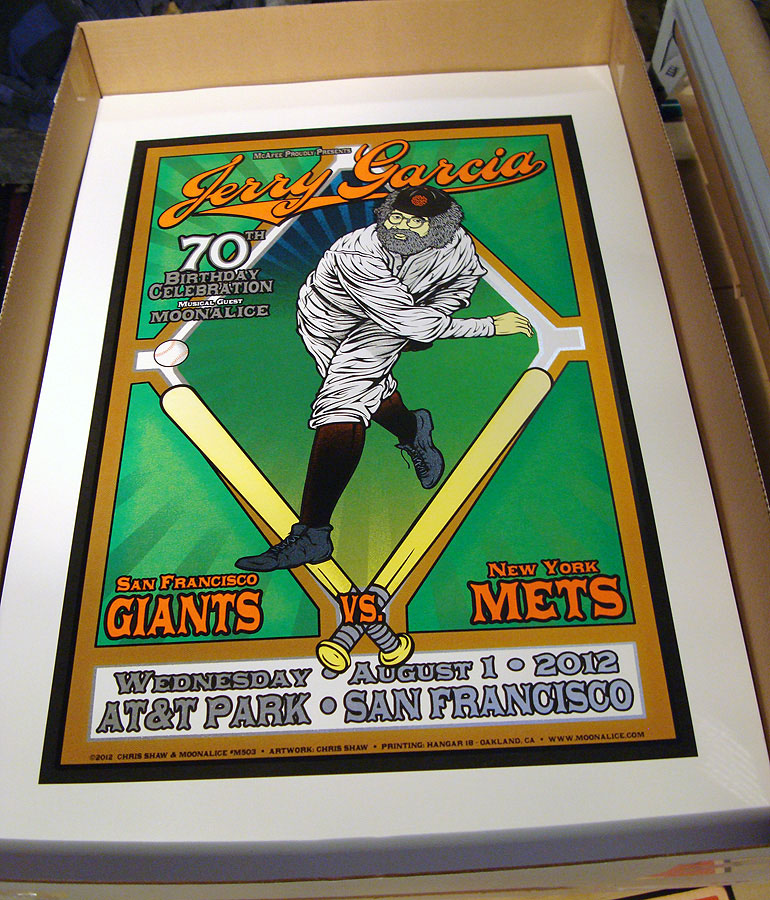 McAfee Proudly Presents
Jerry Garcia
70TH
Birthday
Celebration
Musical Guest
Moonalice
San Francisco
GIANTS
VS.
New York
METS
Wednesday • August 1 • 2012
AT&T PARK • SAN FRANCISCO
©2012 CHRIS SHAW & MOONALICE #M503 • ARTWORK: CHRIS SHAW • PRINTING: HANGAR 18 - OAKLAND, CA • WWW.MOONALICE.COM